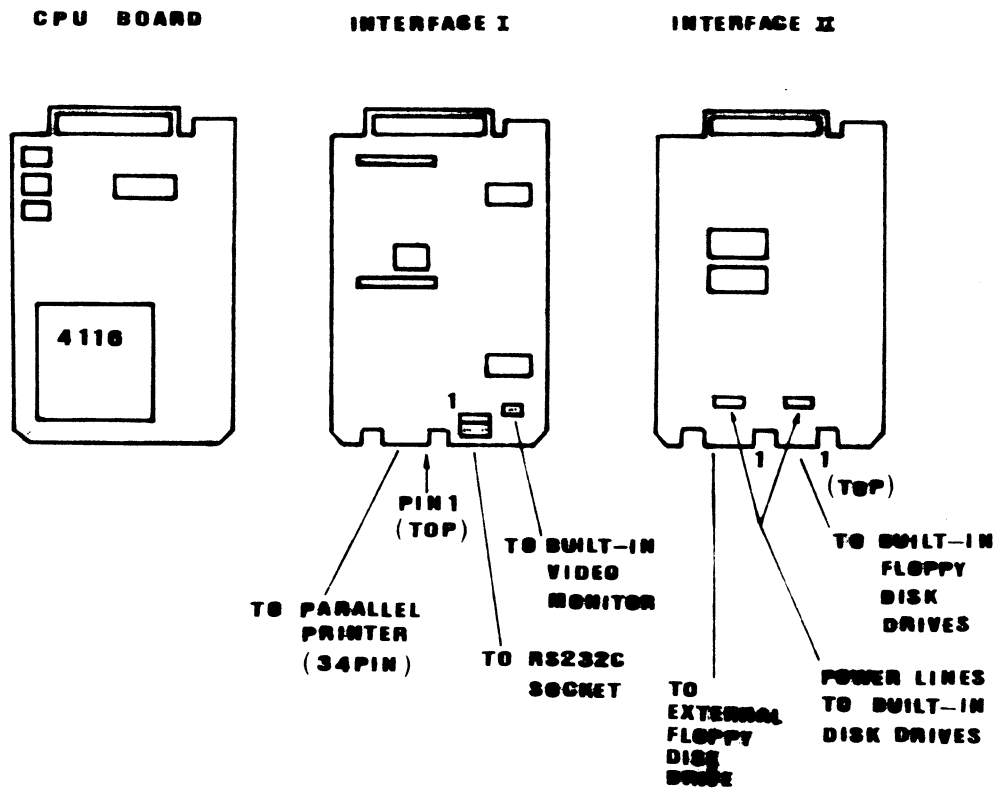 CPU BOARD
INTERFACE I
INTERFACE II
4116
1
PIN 1
(TOP)
TO BUILT-IN
VIDEO
MONITOR
TO PARALLEL
PRINTER
(34PIN)
TO RS232C
SOCKET
1
1
(TOP)
TO BUILT-IN
FLOPPY
DISK
DRIVES
TO
EXTERNAL
FLOPPY
DISK
DRIVE
POWER LINES
TO BUILT-IN
DISK DRIVES